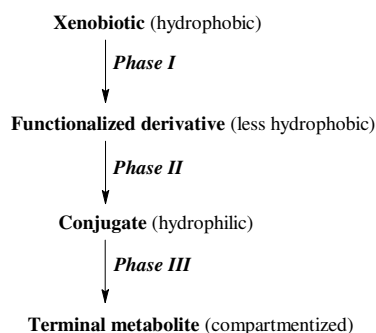 Xenobiotic (hydrophobic)
Phase I
Functionalized derivative (less hydrophobic)
Phase II
Conjugate (hydrophilic)
Phase III
Terminal metabolite (compartmentized)